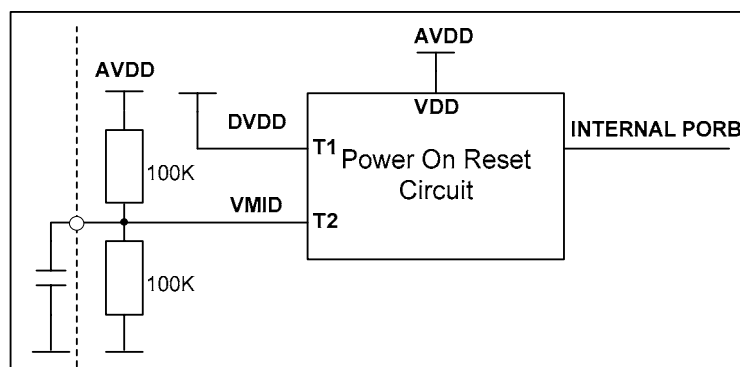 AVDD
AVDD
DVDD
VDD
T1
INTERNAL PORB
Power On Reset
Circuit
100K
VMID
T2
100K